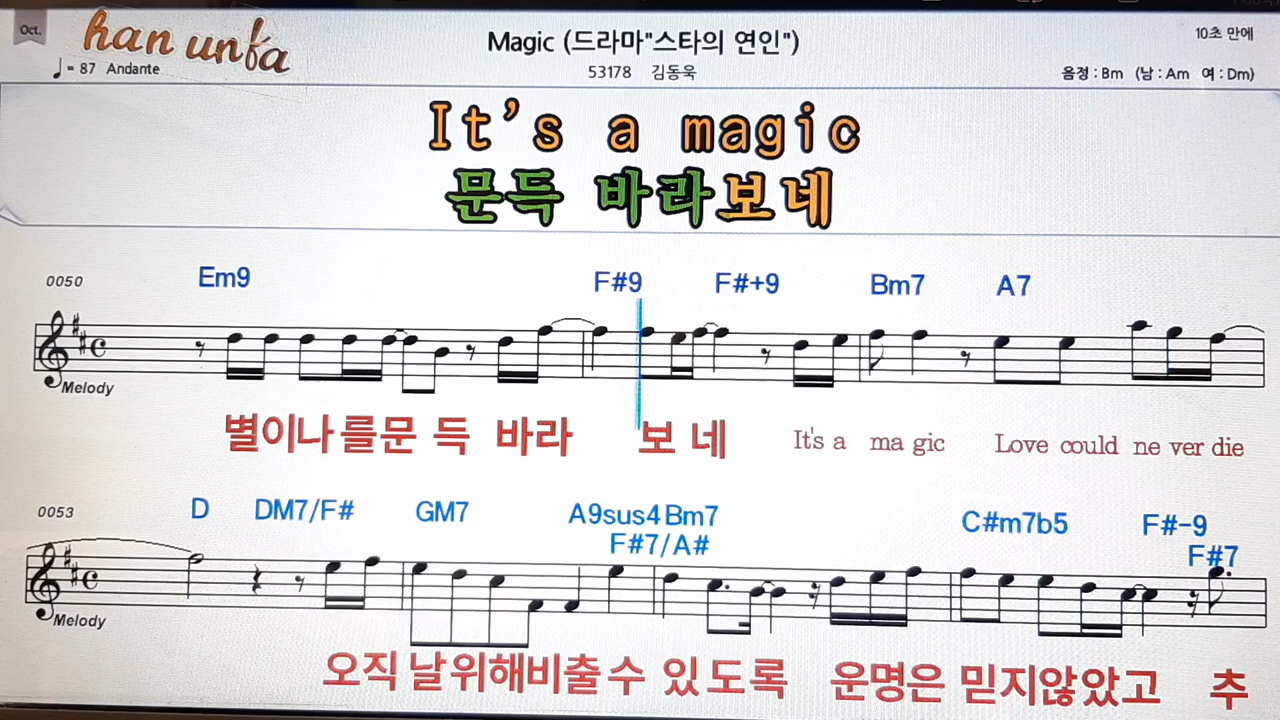 Oct.
han unfa
Magic (드라마"스타의 연인")
10초 만에
♩= 87 Andante
53178 김동욱
음정 : Bm (남 : Am 여 : Dm)
It's a magic
문득 바라보네
0050
Em9 F#9 F#+9 Bm7 A7
Melody
별이나를문 득 바라 보 네 It's a ma gic Love could ne ver die
0053
D DM7/F# GM7 A9sus4 Bm7 C#m7b5 F#-9
F#7/A# F#7
Melody
오직날위해비출수 있도록 운명은 믿지않았고 추